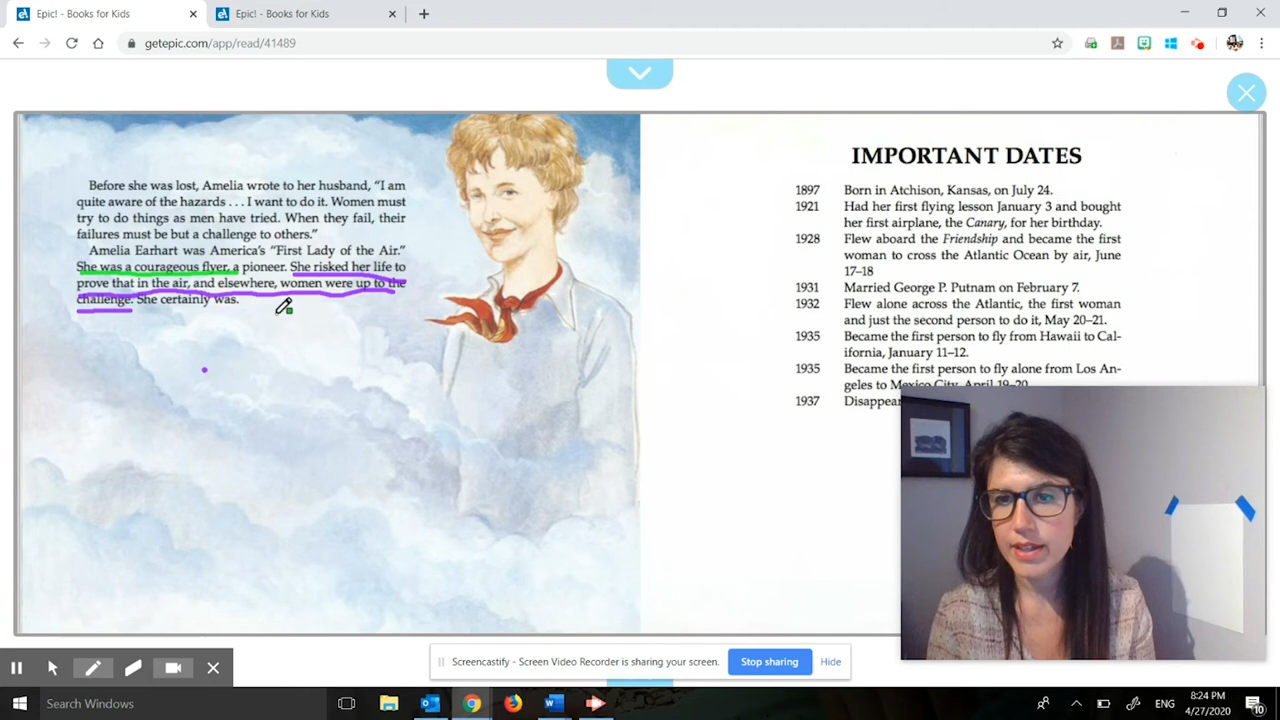 Epic! - Books for Kids
Epic! - Books for Kids
getepic.com/app/read/41489
Before she was lost, Amelia wrote to her husband, “I am
quite aware of the hazards . . . I want to do it. Women must
try to do things as men have tried. When they fail, their
failures must be but a challenge to others.”
Amelia Earhart was America’s “First Lady of the Air.”
She was a courageous flyer, a pioneer. She risked her life to
prove that in the air, and elsewhere, women were up to the
challenge. She certainly was.
IMPORTANT DATES
1897 Born in Atchison, Kansas, on July 24.
1921 Had her first flying lesson January 3 and bought
her first airplane, the Canary, for her birthday.
1928 Flew aboard the Friendship and became the first
woman to cross the Atlantic Ocean by air, June
17–18
1931 Married George P. Putnam on February 7.
1932 Flew alone across the Atlantic, the first woman
and just the second person to do it, May 20–21.
1935 Became the first person to fly from Hawaii to Cal-
ifornia, January 11–12.
1935 Became the first person to fly alone from Los An-
geles to Mexico City, April 19–20.
1937 Disappear
Screencastify - Screen Video Recorder is sharing your screen.
Stop sharing
Hide
Search Windows
ENG
8:24 PM
4/27/2020
10